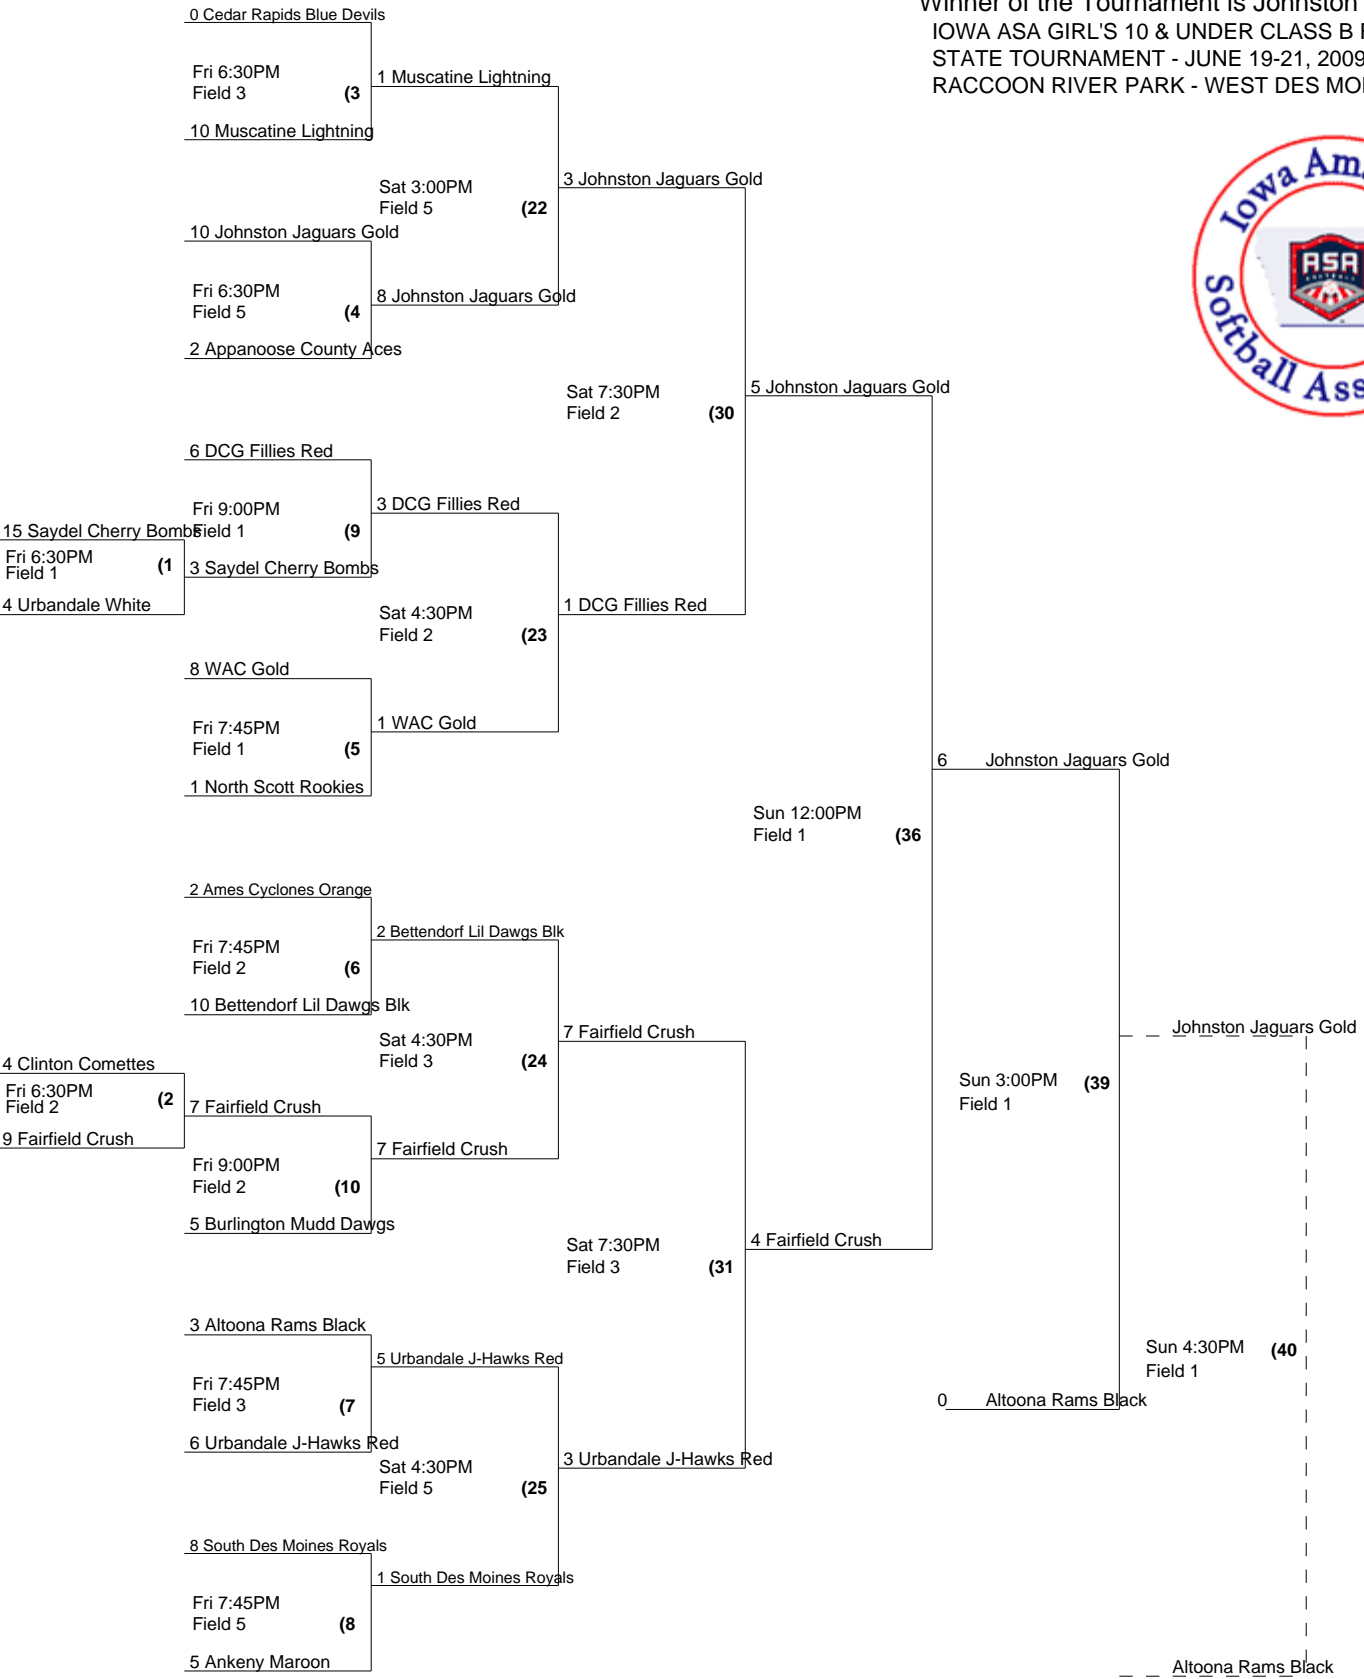 Winner of the Tournament is Johnston
IOWA ASA GIRL'S 10 & UNDER CLASS B
STATE TOURNAMENT - JUNE 19-21, 2009
RACCOON RIVER PARK - WEST DES
Iowa
ASA
Softball
0 Cedar Rapids Blue Devils
Fri 6:30PM
Field 3 (3
1 Muscatine Lightning
10 Muscatine Lightning
Sat 3:00PM
Field 5 (22
3 Johnston Jaguars Gold
10 Johnston Jaguars Gold
Fri 6:30PM
Field 5 (4
8 Johnston Jaguars Gold
2 Appanoose County Aces
Sat 7:30PM
Field 2 (30
5 Johnston Jaguars Gold
6 DCG Fillies Red
Fri 9:00PM
Field 1 (9
3 DCG Fillies Red
15 Saydel Cherry Bombs
Fri 6:30PM
Field 1 (1
3 Saydel Cherry Bombs
4 Urbandale White
Sat 4:30PM
Field 2 (23
1 DCG Fillies Red
8 WAC Gold
Fri 7:45PM
Field 1 (5
1 WAC Gold
1 North Scott Rookies
6 Johnston Jaguars Gold
Sun 12:00PM
Field 1 (36
2 Ames Cyclones Orange
Fri 7:45PM
Field 2 (6
2 Bettendorf Lil Dawgs Blk
10 Bettendorf Lil Dawgs Blk
Sat 4:30PM
Field 3 (24
7 Fairfield Crush
4 Clinton Comettes
Fri 6:30PM
Field 2 (2
7 Fairfield Crush
9 Fairfield Crush
Fri 9:00PM
Field 2 (10
7 Fairfield Crush
5 Burlington Mudd Dawgs
Johnston Jaguars Gold
Sun 3:00PM (39
Field 1
Sat 7:30PM
Field 3 (31
4 Fairfield Crush
3 Altoona Rams Black
Fri 7:45PM
Field 3 (7
5 Urbandale J-Hawks Red
6 Urbandale J-Hawks Red
Sat 4:30PM
Field 5 (25
3 Urbandale J-Hawks Red
Sun 4:30PM (40
Field 1
0 Altoona Rams Black
8 South Des Moines Royals
Fri 7:45PM
Field 5 (8
1 South Des Moines Royals
5 Ankeny Maroon
Altoona Rams Black